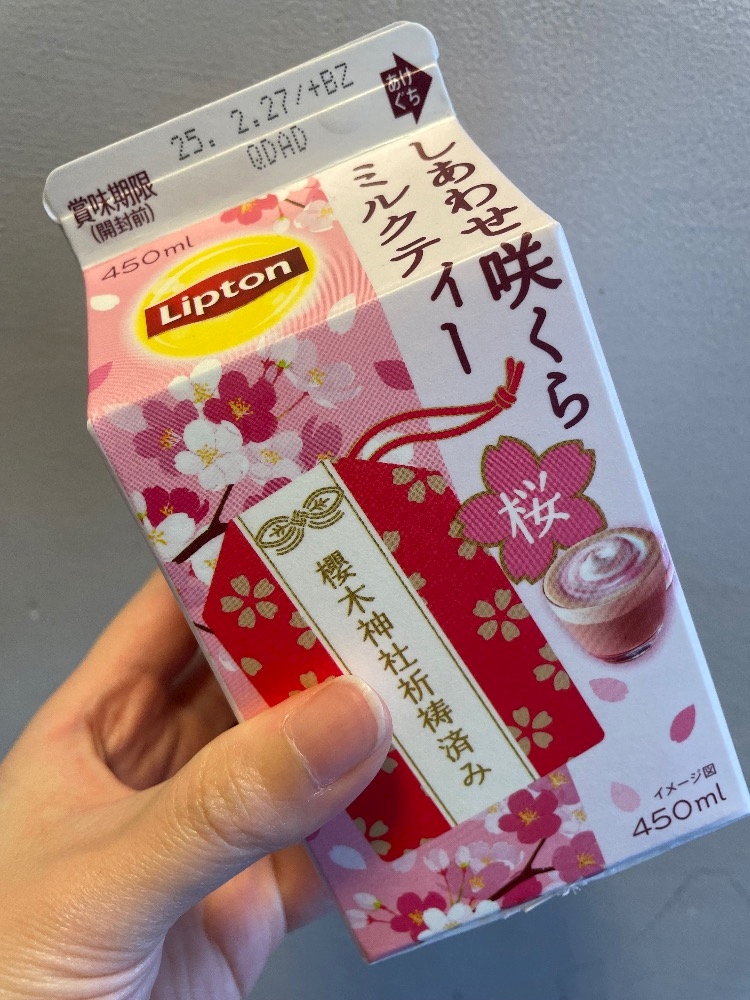 25. 2.27/+BZ
QDAD
あけ
ぐち
賞味期限
(開封前)
450ml
Lipton
しあわせ咲くら
ミルクティー
桜
櫻木神社祈祷済み
イメージ図
450ml